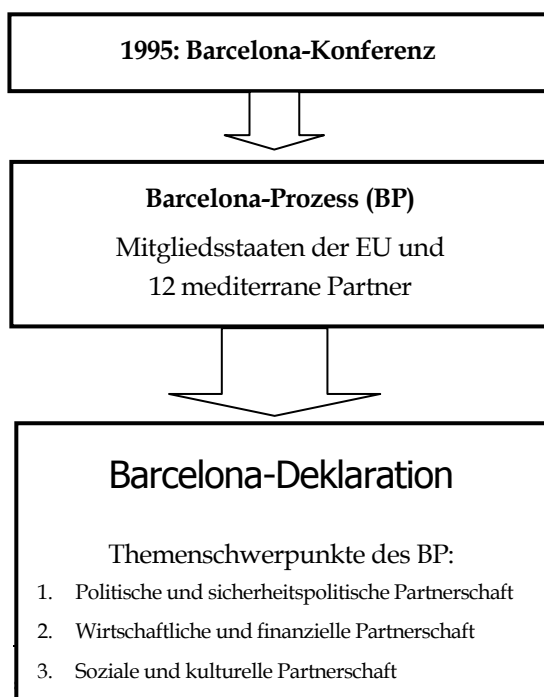 1995: Barcelona-Konferenz
Barcelona-Prozess (BP)
Mitgliedsstaaten der EU und
12 mediterrane Partner
Barcelona-Deklaration
Themenschwerpunkte des BP:
1. Politische und sicherheitspolitische Partnerschaft
2. Wirtschaftliche und finanzielle Partnerschaft
3. Soziale und kulturelle Partnerschaft